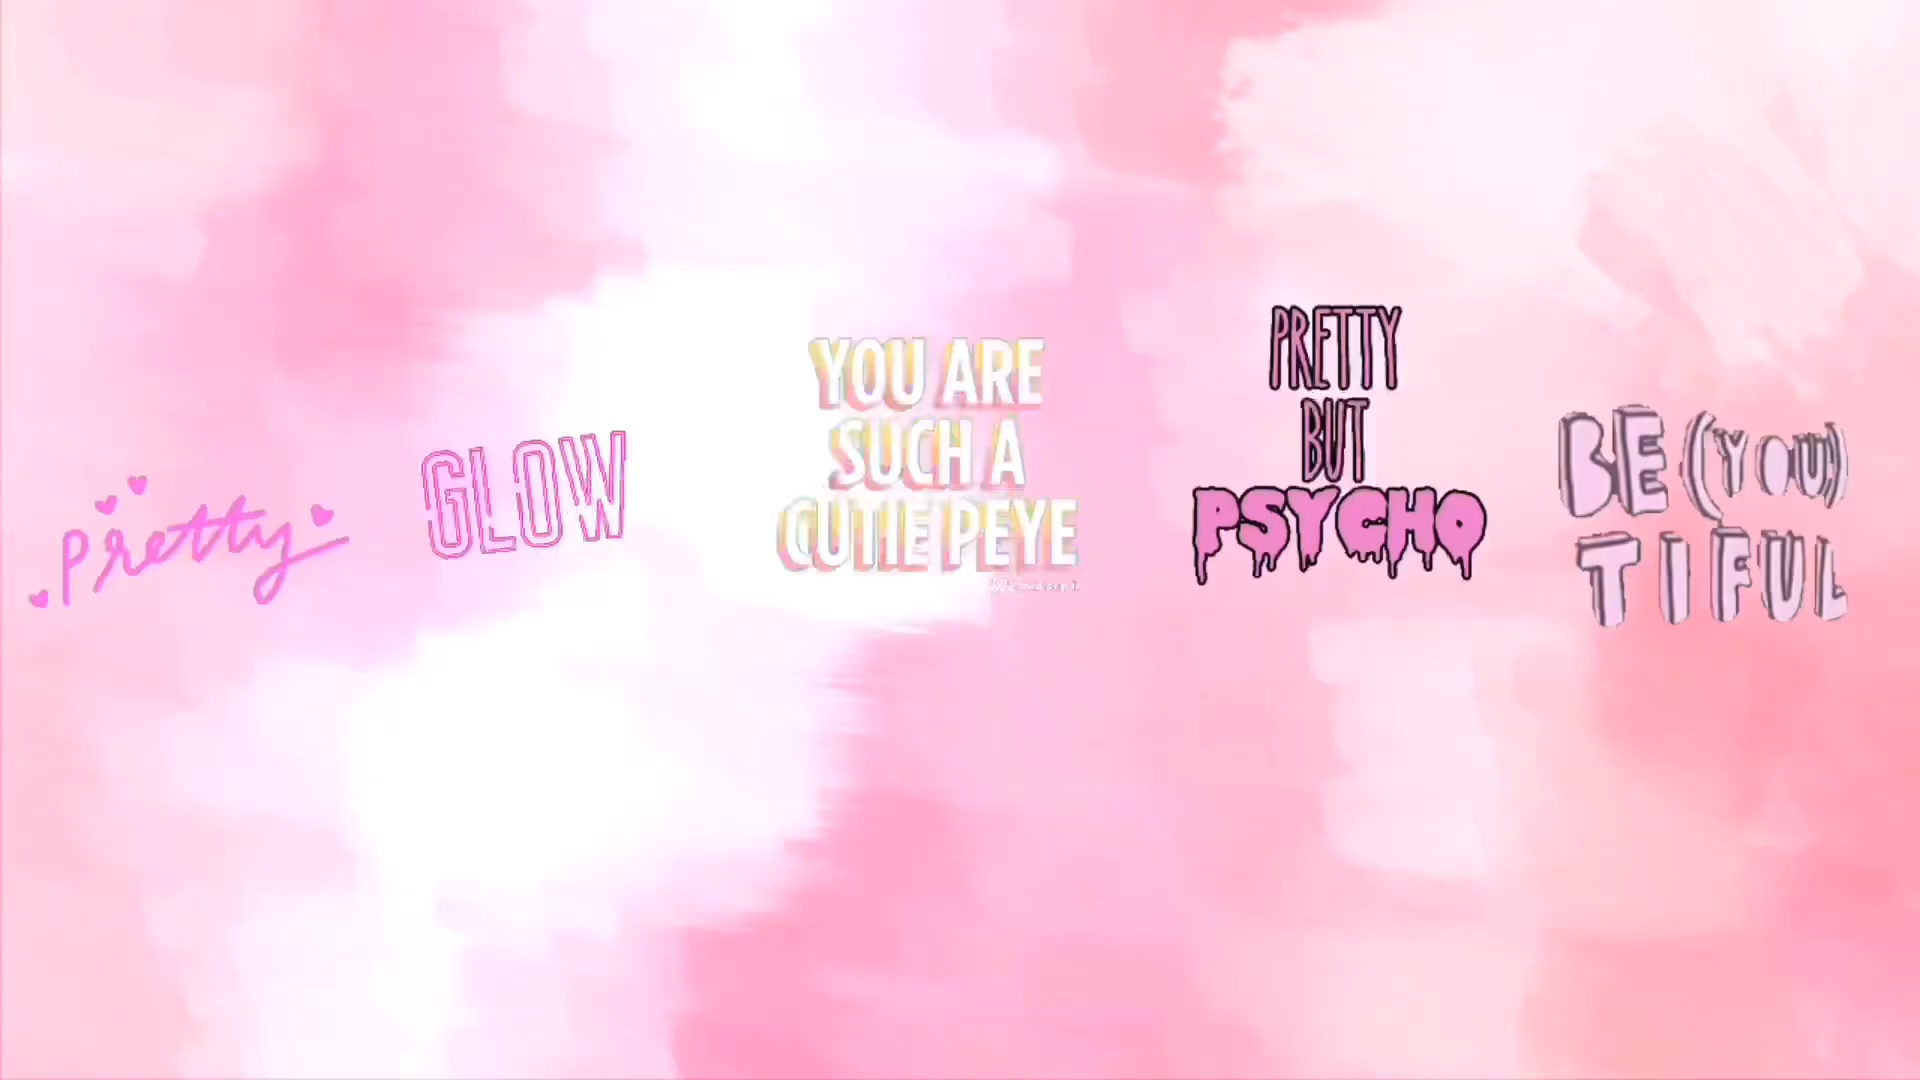 pretty
GLOW
YOU ARE
SUCH A
CUTIE PEYE
PRETTY
BUT
PSYCHO
BE (YOU)
TIFUL